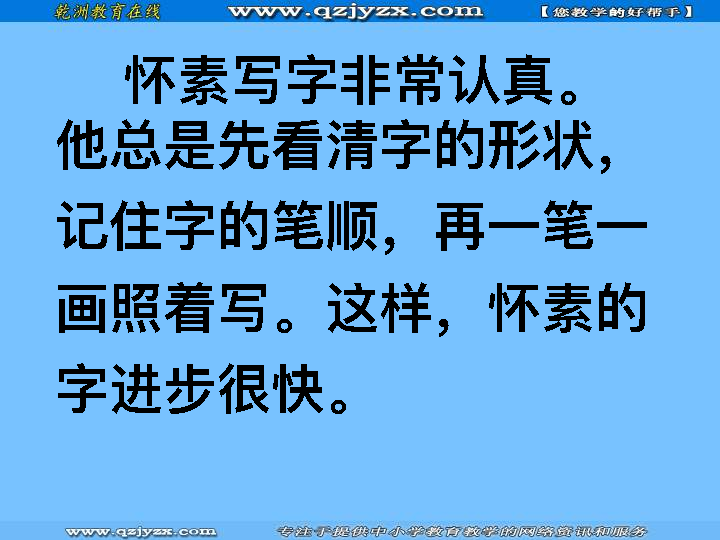 乾洲教育在线 www.qzjyzx.com 【您教学的好帮手】
怀素写字非常认真。
他总是先看清字的形状，
记住字的笔顺，再一笔一
画照着写。这样，怀素的
字进步很快。
www.qzjyzx.com 专注于提供中小学教育教学的网络资讯和服务